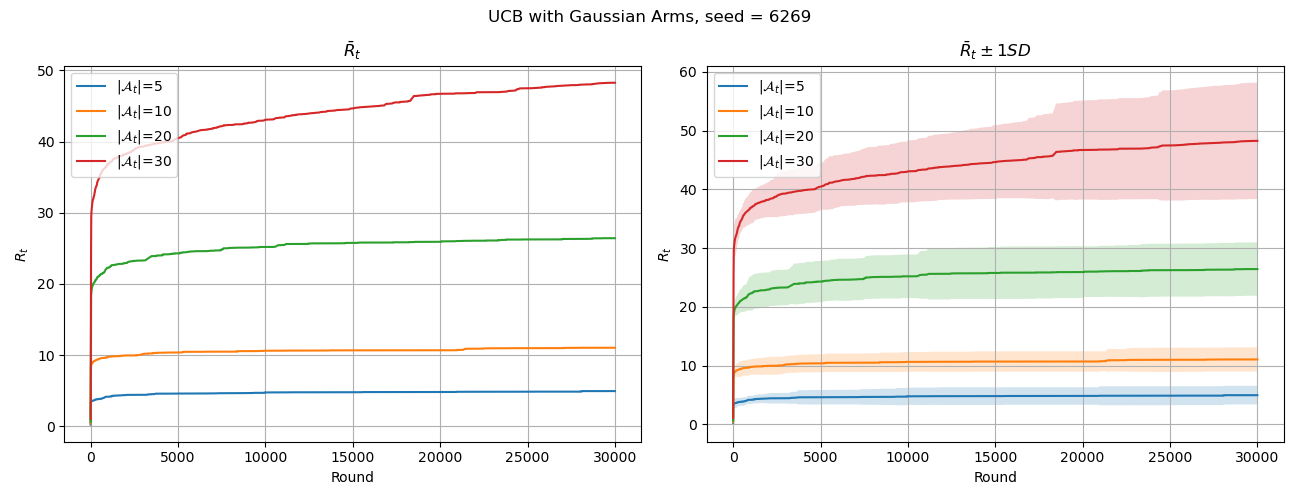 UCB with Gaussian Arms, seed = 6269
R̄ₜ
Rₜ
50
40
30
20
10
0
|𝒜ₜ|=5
|𝒜ₜ|=10
|𝒜ₜ|=20
|𝒜ₜ|=30
0 5000 10000 15000 20000 25000 30000
Round
R̄ₜ ± 1SD
Rₜ
60
50
40
30
20
10
0
|𝒜ₜ|=5
|𝒜ₜ|=10
|𝒜ₜ|=20
|𝒜ₜ|=30
0 5000 10000 15000 20000 25000 30000
Round